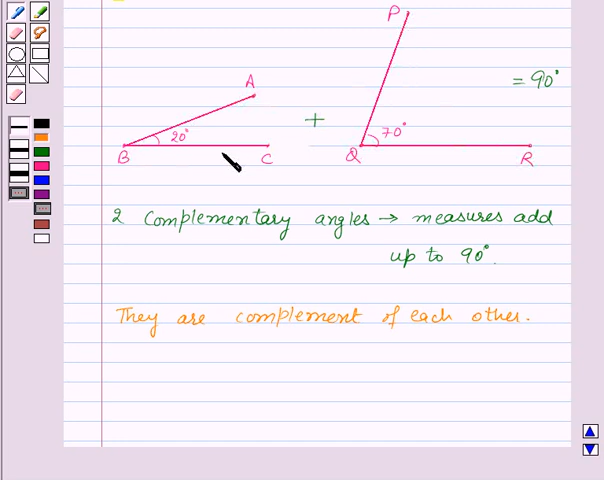 P
A
= 90°
+
20°
70°
B
C
Q
R
2 Complementary angles → measures add
up to 90°.
They are complement of each other.